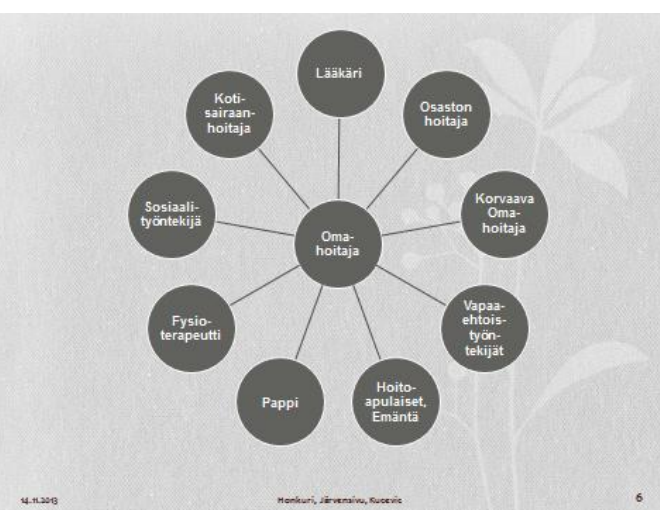 Lääkäri
Osaston
hoitaja
Korvaava
Oma-
hoitaja
Vapaa-
ehtois-
työn-
tekijät
Hoito-
apulaiset,
Emäntä
Pappi
Fysio-
terapeutti
Sosiaali-
työntekijä
Koti-
sairaan-
hoitaja
Oma-
hoitaja
14.11.2013
Honkuri, Järvensivu, Kucevic
6